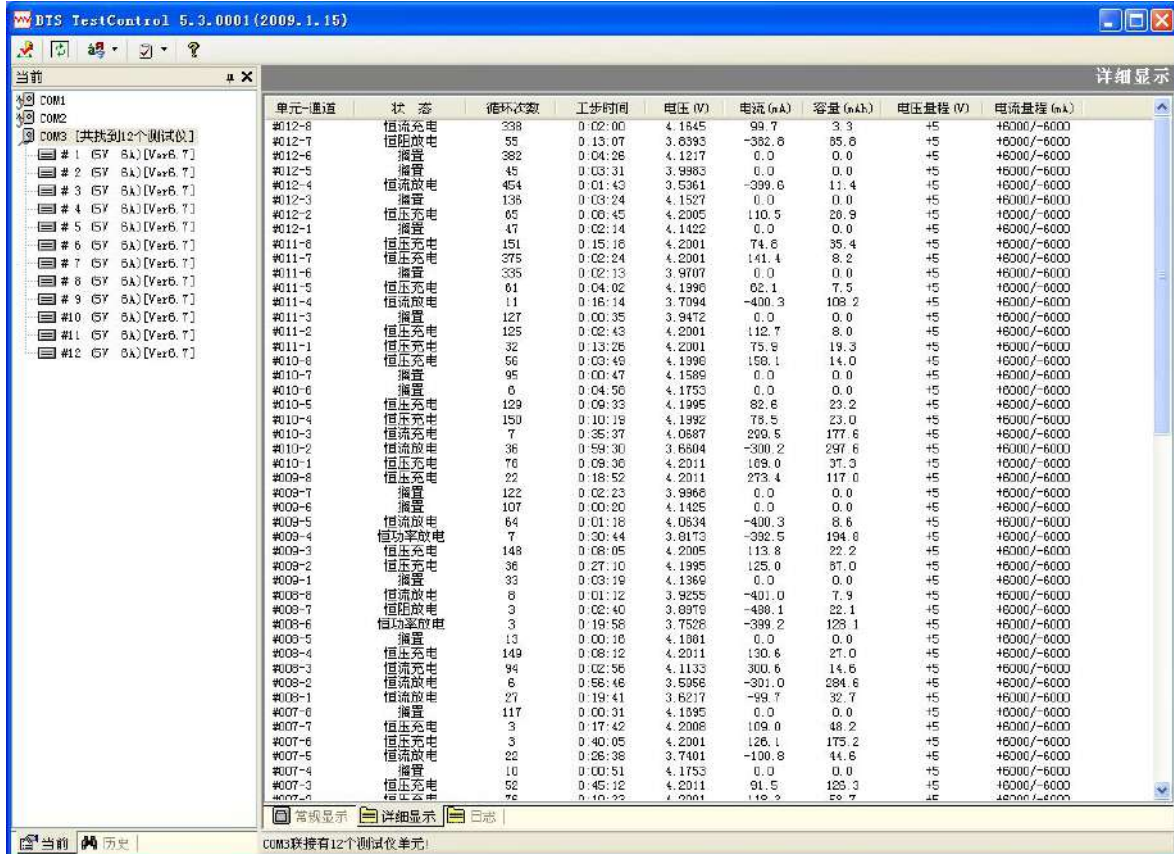 BTS TestControl 5.3.0001(2009.1.15)
当前
详细显示
COM1
COM2
COM3 [共找到12个测试仪]
# 1 (5V 6A)[Ver6.7]
# 2 (5V 6A)[Ver6.7]
# 3 (5V 6A)[Ver6.7]
# 4 (5V 6A)[Ver6.7]
# 5 (5V 6A)[Ver6.7]
# 6 (5V 6A)[Ver6.7]
# 7 (5V 6A)[Ver6.7]
# 8 (5V 6A)[Ver6.7]
# 9 (5V 6A)[Ver6.7]
#10 (5V 6A)[Ver6.7]
#11 (5V 6A)[Ver6.7]
#12 (5V 6A)[Ver6.7]
单元-通道 状 态 循环次数 工步时间 电压(V) 电流(mA) 容量(mAh) 电压量程(V) 电流量程(mA)
#012-8 恒流充电 338 0:02:00 4.1645 99.7 3.3 +5 +6000/-6000
#012-7 恒阻放电 55 0:13:07 3.8393 -382.8 85.8 +5 +6000/-6000
#012-6 搁置 382 0:04:26 4.1217 0.0 0.0 +5 +6000/-6000
#012-5 搁置 45 0:03:31 3.9983 0.0 0.0 +5 +6000/-6000
#012-4 恒流放电 454 0:01:43 3.5361 -399.6 11.4 +5 +6000/-6000
#012-3 搁置 136 0:03:24 4.1527 0.0 0.0 +5 +6000/-6000
#012-2 恒压充电 65 0:08:45 4.2005 110.5 28.9 +5 +6000/-6000
#012-1 搁置 47 0:02:14 4.1422 0.0 0.0 +5 +6000/-6000
#011-8 恒压充电 151 0:15:18 4.2001 74.8 35.4 +5 +6000/-6000
#011-7 恒压充电 375 0:02:24 4.2001 141.4 8.2 +5 +6000/-6000
#011-6 搁置 335 0:02:13 3.9707 0.0 0.0 +5 +6000/-6000
#011-5 恒压充电 61 0:04:02 4.1998 62.1 7.5 +5 +6000/-6000
#011-4 恒流放电 11 0:16:14 3.7094 -400.3 108.2 +5 +6000/-6000
#011-3 搁置 127 0:00:35 3.9472 0.0 0.0 +5 +6000/-6000
#011-2 恒压充电 125 0:02:43 4.2001 112.7 8.0 +5 +6000/-6000
#011-1 恒压充电 32 0:13:26 4.2001 75.9 19.3 +5 +6000/-6000
#010-8 恒压充电 56 0:03:49 4.1998 158.1 14.0 +5 +6000/-6000
#010-7 搁置 95 0:00:47 4.1589 0.0 0.0 +5 +6000/-6000
#010-6 搁置 6 0:04:56 4.1753 0.0 0.0 +5 +6000/-6000
#010-5 恒压充电 129 0:09:33 4.1995 82.6 23.2 +5 +6000/-6000
#010-4 恒压充电 150 0:10:19 4.1992 78.5 23.0 +5 +6000/-6000
#010-3 恒流充电 7 0:35:37 4.0687 299.5 177.6 +5 +6000/-6000
#010-2 恒流放电 36 0:59:30 3.6604 -300.2 297.6 +5 +6000/-6000
#010-1 恒压充电 76 0:09:38 4.2011 189.0 37.3 +5 +6000/-6000
#009-8 恒压充电 22 0:18:52 4.2011 273.4 117.0 +5 +6000/-6000
#009-7 搁置 122 0:02:23 3.9968 0.0 0.0 +5 +6000/-6000
#009-6 搁置 107 0:00:20 4.1425 0.0 0.0 +5 +6000/-6000
#009-5 恒流放电 64 0:01:18 4.0634 -400.3 8.6 +5 +6000/-6000
#009-4 恒功率放电 7 0:30:44 3.8173 -392.5 194.8 +5 +6000/-6000
#009-3 恒压充电 148 0:08:05 4.2005 113.8 22.2 +5 +6000/-6000
#009-2 恒压充电 36 0:27:10 4.1995 125.0 67.0 +5 +6000/-6000
#009-1 搁置 33 0:03:19 4.1369 0.0 0.0 +5 +6000/-6000
#008-8 恒流放电 8 0:01:12 3.9255 -401.0 7.9 +5 +6000/-6000
#008-7 恒阻放电 3 0:02:40 3.8979 -488.1 22.1 +5 +6000/-6000
#008-6 恒功率放电 3 0:19:58 3.7528 -399.2 128.1 +5 +6000/-6000
#008-5 搁置 13 0:00:16 4.1881 0.0 0.0 +5 +6000/-6000
#008-4 恒压充电 149 0:08:12 4.2011 130.6 27.0 +5 +6000/-6000
#008-3 恒流充电 94 0:02:56 4.1133 300.6 14.6 +5 +6000/-6000
#008-2 恒流放电 6 0:56:46 3.5956 -301.0 284.6 +5 +6000/-6000
#008-1 恒流放电 27 0:19:41 3.6217 -99.7 32.7 +5 +6000/-6000
#007-8 搁置 117 0:00:31 4.1695 0.0 0.0 +5 +6000/-6000
#007-7 恒压充电 3 0:17:42 4.2008 109.0 48.2 +5 +6000/-6000
#007-6 恒压充电 3 0:40:05 4.2001 126.1 175.2 +5 +6000/-6000
#007-5 恒流放电 22 0:26:38 3.7401 -100.8 44.6 +5 +6000/-6000
#007-4 搁置 10 0:00:51 4.1753 0.0 0.0 +5 +6000/-6000
#007-3 恒压充电 52 0:45:12 4.2011 91.5 126.3 +5 +6000/-6000
常规显示 详细显示 日志
当前 历史
COM3联接有12个测试仪单元!